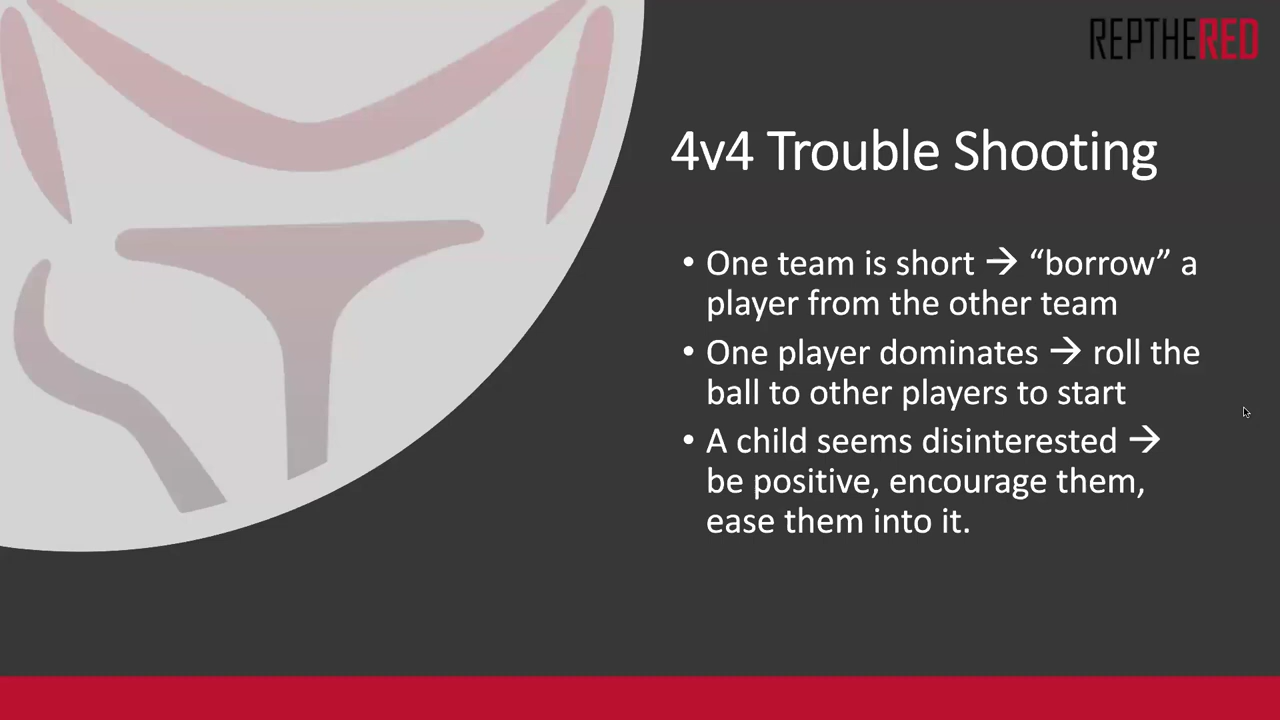 REPTHERED
4v4 Trouble Shooting
• One team is short → “borrow” a
player from the other team
• One player dominates → roll the
ball to other players to start
• A child seems disinterested →
be positive, encourage them,
ease them into it.